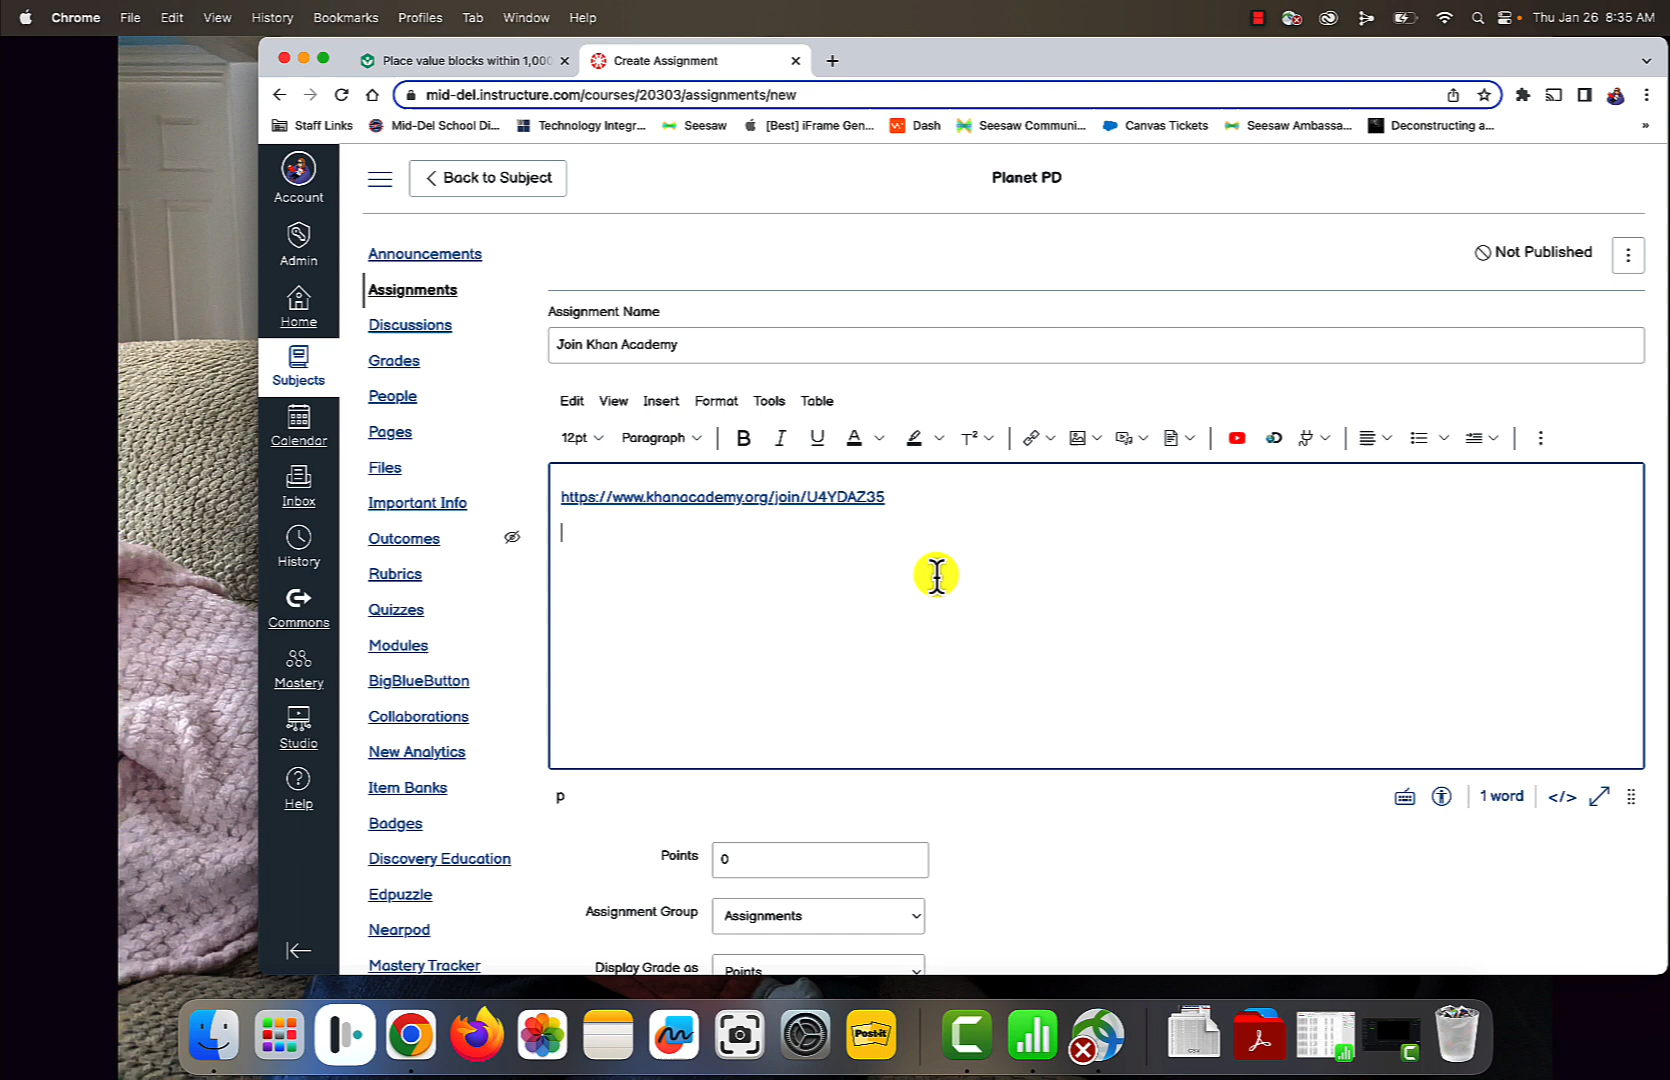 Chrome File Edit View History Bookmarks Profiles Tab Window Help Thu Jan 26 8:35 AM
Place value blocks within 1,000 Create Assignment
mid-del.instructure.com/courses/20303/assignments/new
Staff Links Mid-Del School Di... Technology Integr... Seesaw [Best] iFrame Gen... Dash Seesaw Communi... Canvas Tickets Seesaw Ambassa... Deconstructing a... »
Account
Admin
Home
Subjects
Calendar
Inbox
History
Commons
Mastery
Studio
Help
Back to Subject
Planet PD
Announcements
Assignments
Discussions
Grades
People
Pages
Files
Important Info
Outcomes
Rubrics
Quizzes
Modules
BigBlueButton
Collaborations
New Analytics
Item Banks
Badges
Discovery Education
Edpuzzle
Nearpod
Mastery Tracker
Not Published
Assignment Name
Join Khan Academy
Edit View Insert Format Tools Table
12pt Paragraph B I U A T²
https://www.khanacademy.org/join/U4YDAZ35
p
1 word </>
Points 0
Assignment Group Assignments
Display Grade as Points
Post-it
CSV